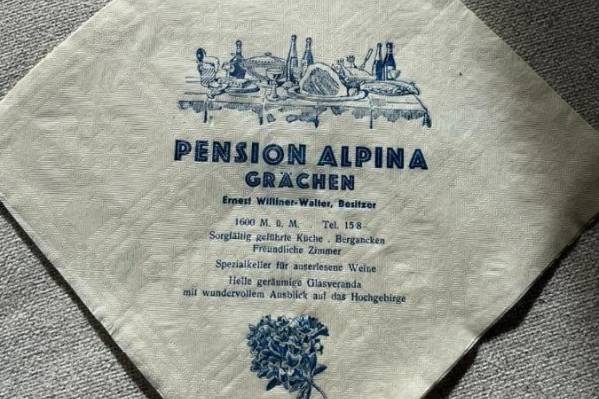 PENSION ALPINA
GRÄCHEN
Ernest Williner-Walter, Besitzer
1600 M. ü. M. Tel. 158
Sorgfältig geführte Küche . Bergancken
Freundliche Zimmer
Spezialkeller für auserlesene Weine
Helle geräumige Glasveranda
mit wundervollem Ausblick auf das Hochgebirge